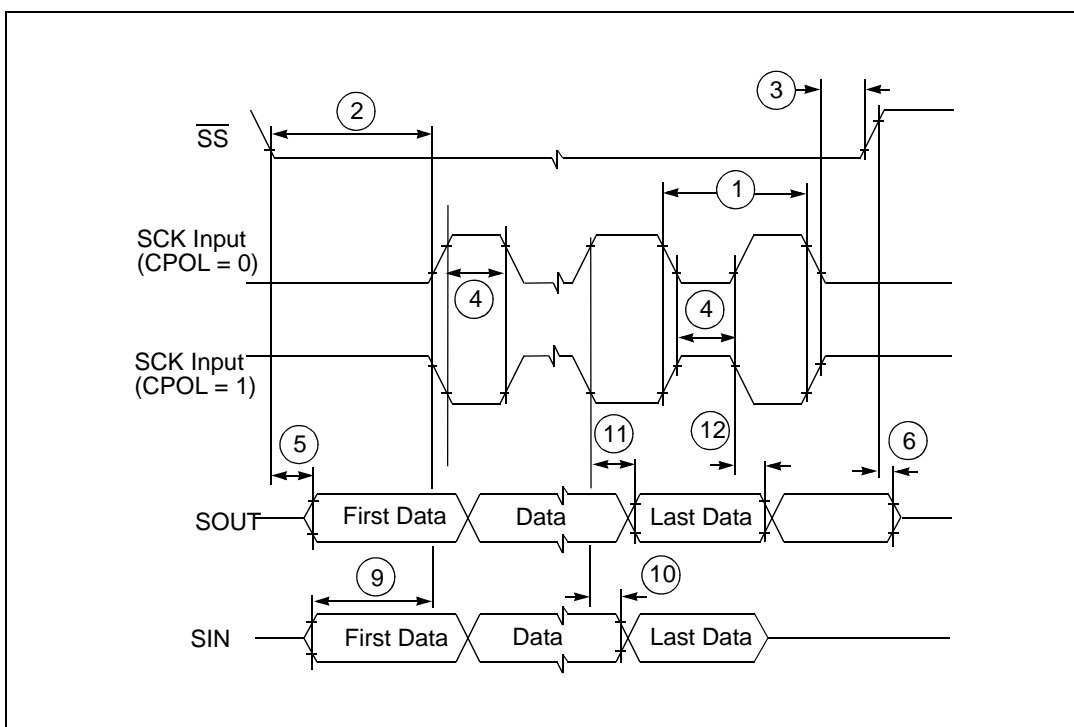 3
2
SS
1
SCK Input
(CPOL = 0)
4
4
SCK Input
(CPOL = 1)
5
11
12
6
SOUT
First Data
Data
Last Data
9
10
SIN
First Data
Data
Last Data